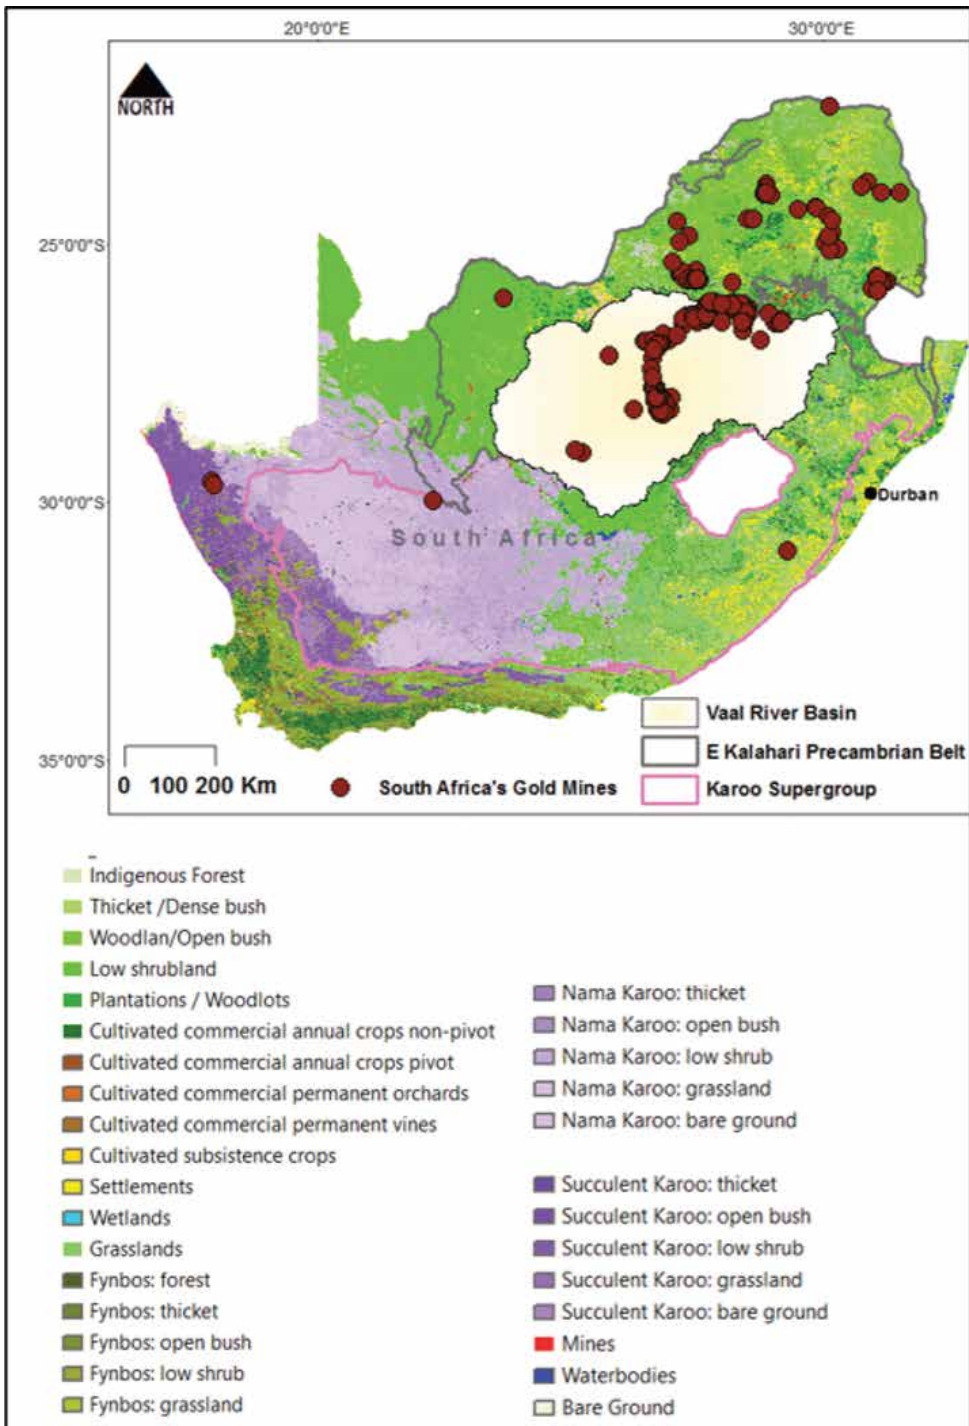 20°0'0"E 30°0'0"E
NORTH
25°0'0"S
30°0'0"S
Durban
South Africa
Vaal River Basin
E Kalahari Precambrian Belt
35°0'0"S
0 100 200 Km
South Africa's Gold Mines
Karoo Supergroup
Indigenous Forest
Thicket /Dense bush
Woodlan/Open bush
Low shrubland
Plantations / Woodlots
Cultivated commercial annual crops non-pivot
Cultivated commercial annual crops pivot
Cultivated commercial permanent orchards
Cultivated commercial permanent vines
Cultivated subsistence crops
Settlements
Wetlands
Grasslands
Fynbos: forest
Fynbos: thicket
Fynbos: open bush
Fynbos: low shrub
Fynbos: grassland
Nama Karoo: thicket
Nama Karoo: open bush
Nama Karoo: low shrub
Nama Karoo: grassland
Nama Karoo: bare ground
Succulent Karoo: thicket
Succulent Karoo: open bush
Succulent Karoo: low shrub
Succulent Karoo: grassland
Succulent Karoo: bare ground
Mines
Waterbodies
Bare Ground